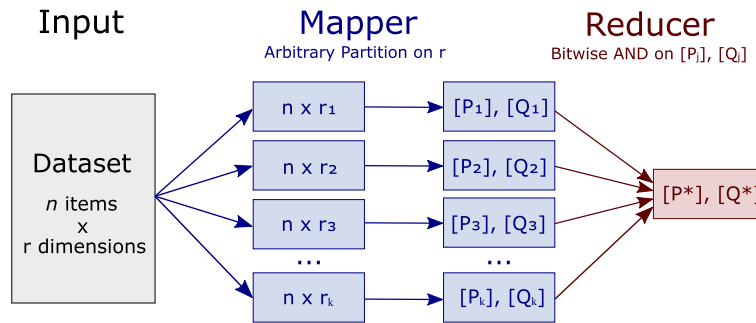 Input
Mapper
Arbitrary Partition on r
Reducer
Bitwise AND on [Pⱼ], [Qⱼ]
Dataset
n items
x
r dimensions
n x r₁
[P₁], [Q₁]
n x r₂
[P₂], [Q₂]
n x r₃
[P₃], [Q₃]
...
...
n x rₖ
[Pₖ], [Qₖ]
[P*], [Q*]